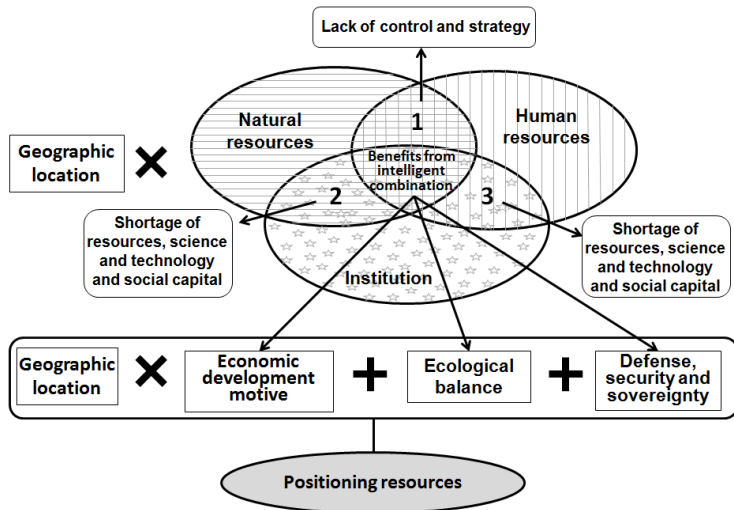 Lack of control and strategy
Natural
resources
1
Human
resources
Geographic
location
×
Benefits from
intelligent
combination
2
3
Shortage of
resources, science
and technology
and social capital
Shortage of
resources, science
and technology
and social capital
Institution
Geographic
location
×
Economic
development
motive
+
Ecological
balance
+
Defense,
security and
sovereignty
Positioning resources